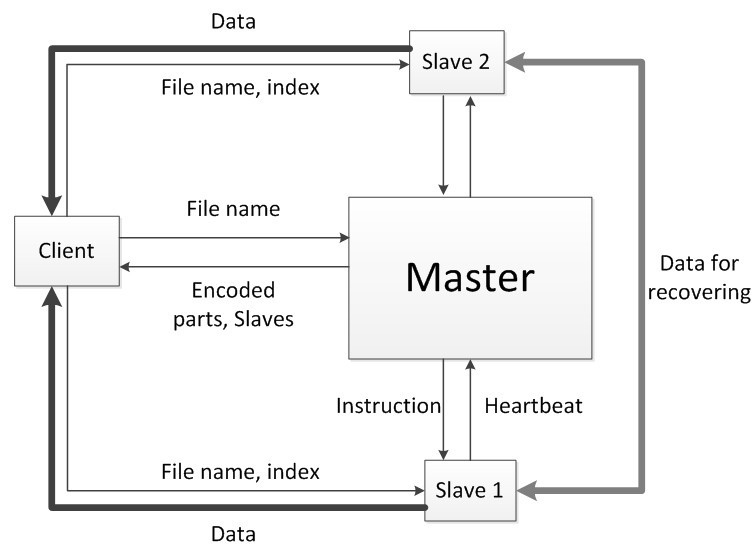 Data
Slave 2
File name, index
File name
Client
Master
Data for
recovering
Encoded
parts, Slaves
Instruction
Heartbeat
File name, index
Slave 1
Data